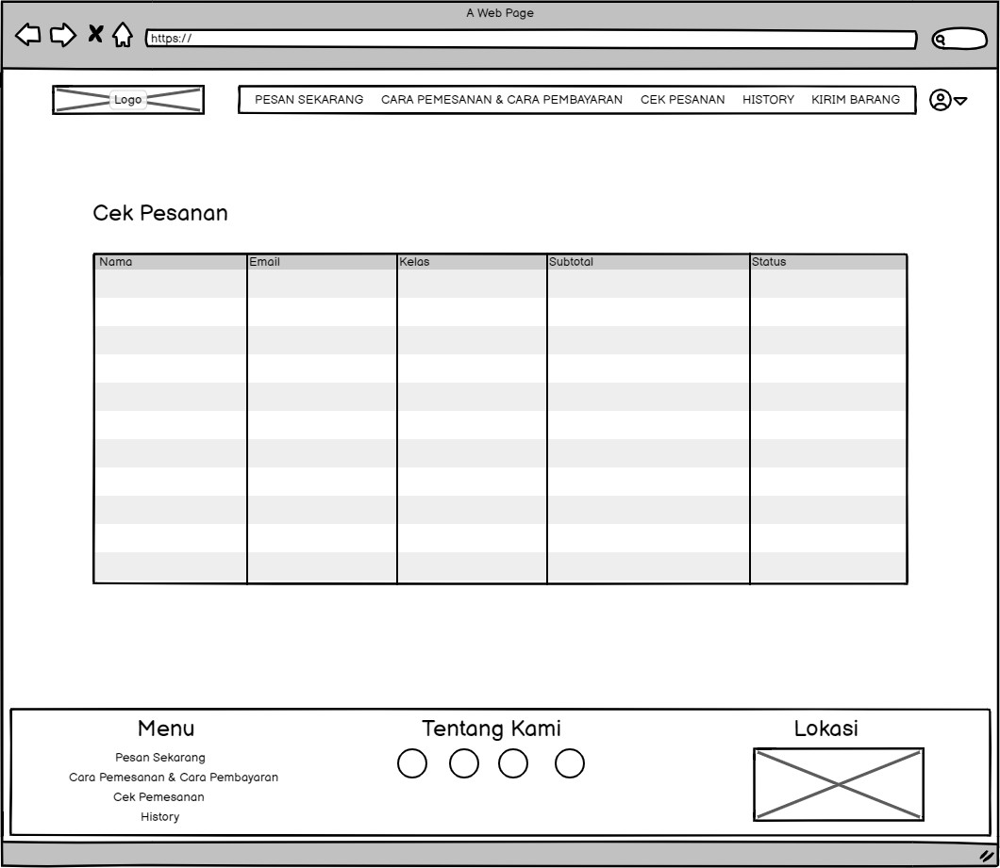 A Web Page
https://
Logo
PESAN SEKARANG CARA PEMESANAN & CARA PEMBAYARAN CEK PESANAN HISTORY KIRIM BARANG
Cek Pesanan
Nama Email Kelas Subtotal Status
Menu Tentang Kami Lokasi
Pesan Sekarang
Cara Pemesanan & Cara Pembayaran
Cek Pemesanan
History